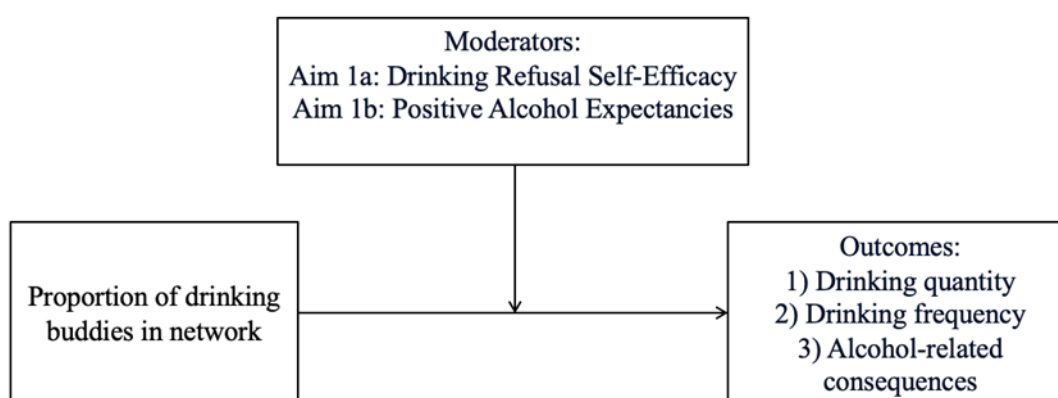 Moderators:
Aim 1a: Drinking Refusal Self-Efficacy
Aim 1b: Positive Alcohol Expectancies
Proportion of drinking
buddies in network
Outcomes:
1) Drinking quantity
2) Drinking frequency
3) Alcohol-related
consequences